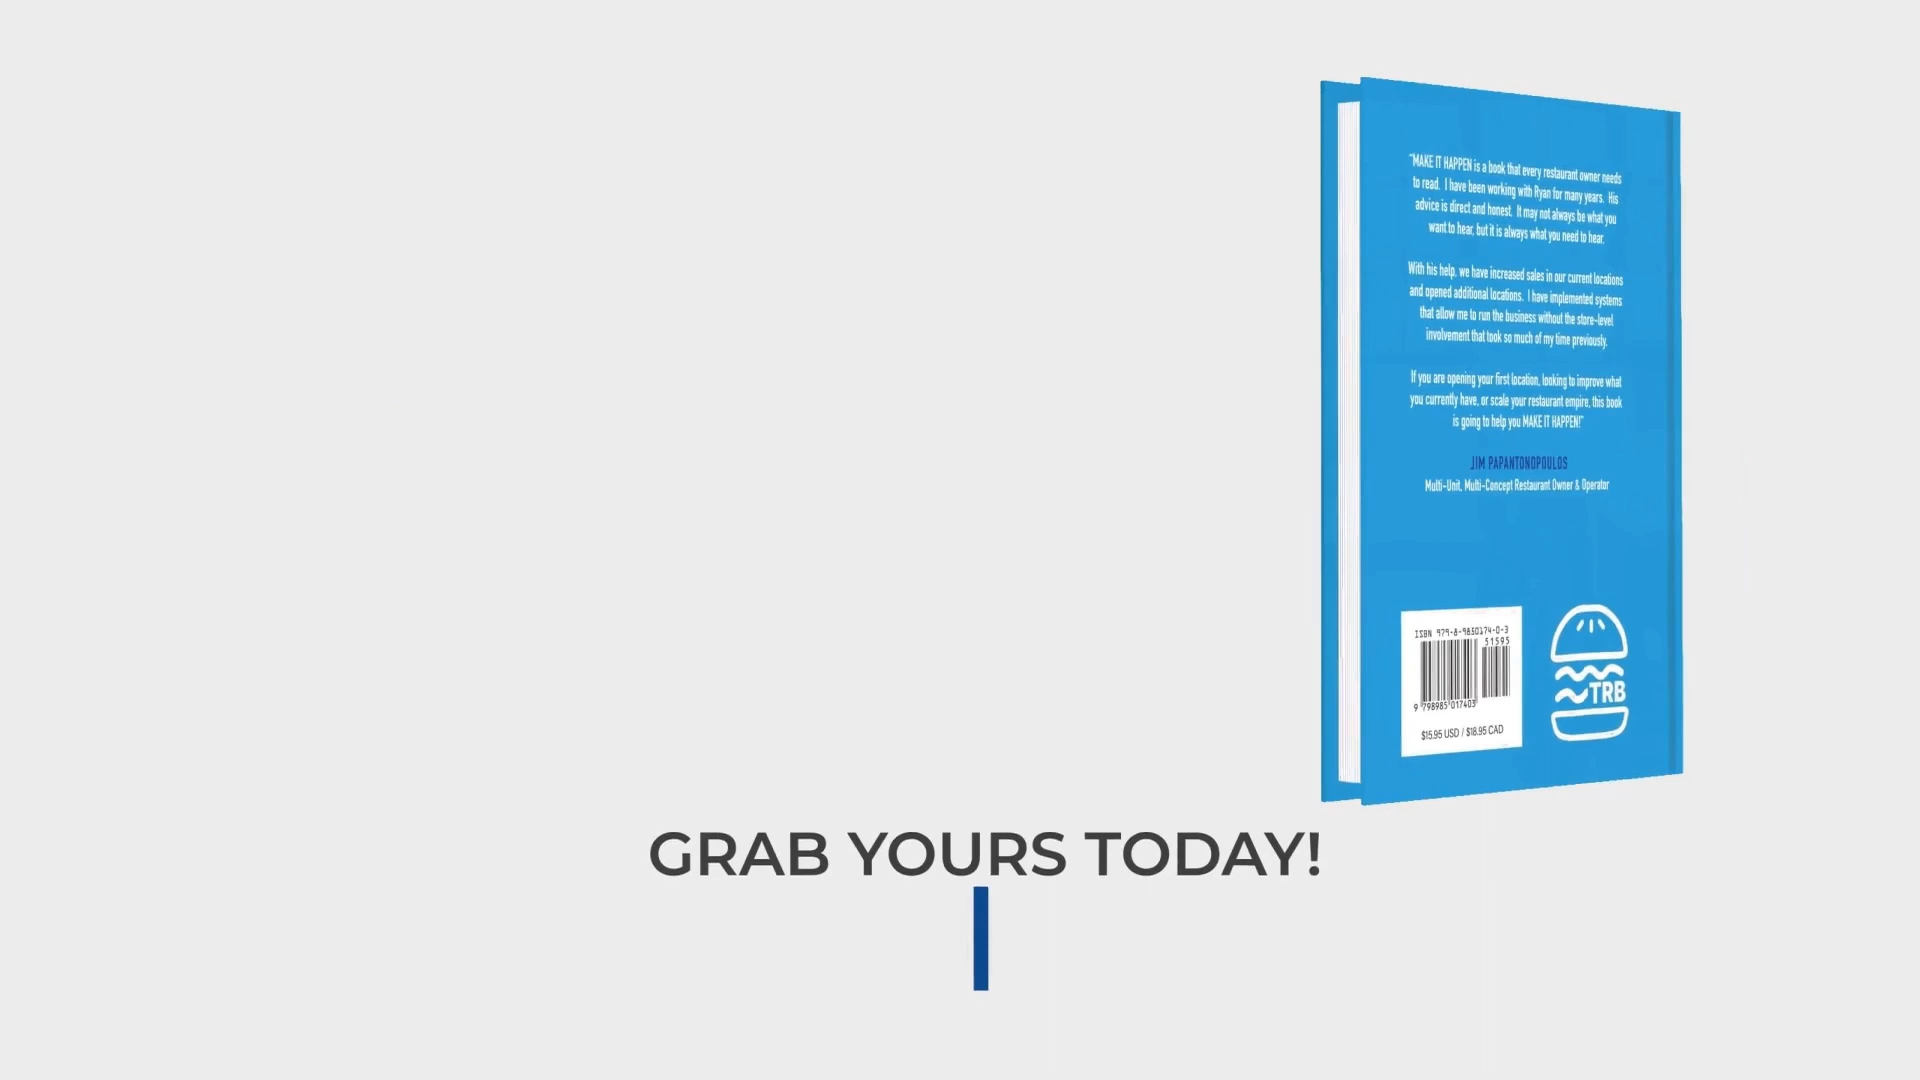 "MAKE IT HAPPEN is a book that every restaurant owner needs
to read. I have been working with Ryan for many years. His
advice is direct and honest. It may not always be what you
want to hear, but it is always what you need to hear.
With his help, we have increased sales in our current locations
and opened additional locations. I have implemented systems
that allow me to run the business without the store-level
involvement that took so much of my time previously.
If you are opening your first location, looking to improve what
you currently have, or scale your restaurant empire, this book
is going to help you MAKE IT HAPPEN!"
JIM PAPANTONOPOULOS
Multi-Unit, Multi-Concept Restaurant Owner & Operator
ISBN 979-8-9850174-0-3
51595
9 798985 017403
$15.95 USD / $18.95 CAD
TRB
GRAB YOURS TODAY!